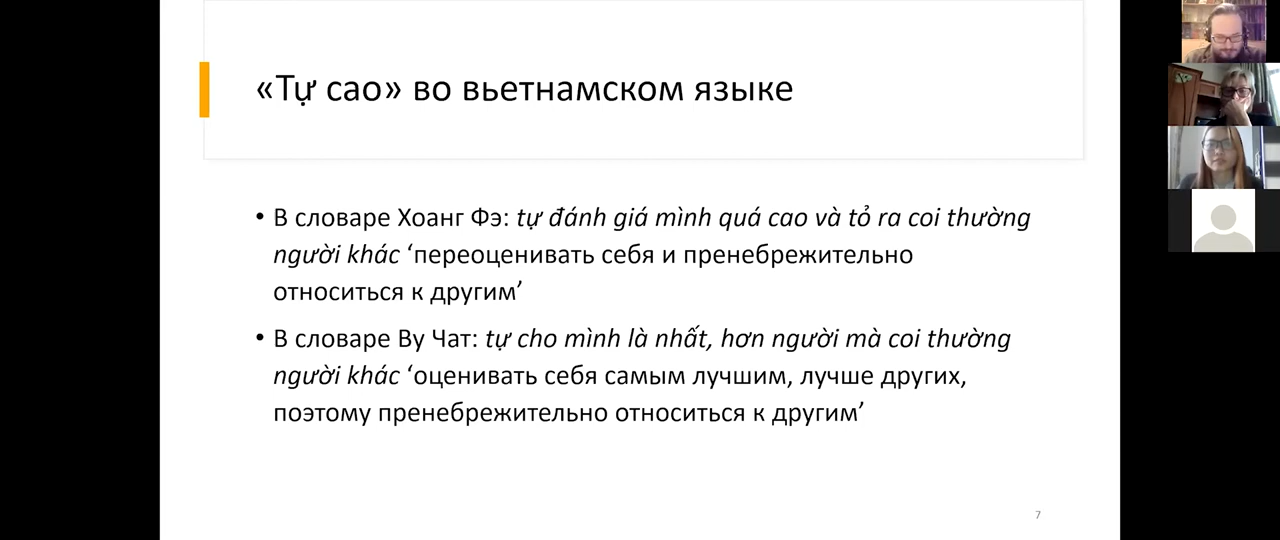 «Tự cao» во вьетнамском языке
• В словаре Хоанг Фэ: tự đánh giá mình quá cao và tỏ ra coi thường
người khác ‘переоценивать себя и пренебрежительно
относиться к другим’
• В словаре Ву Чат: tự cho mình là nhất, hơn người mà coi thường
người khác ‘оценивать себя самым лучшим, лучше других,
поэтому пренебрежительно относиться к другим’
7